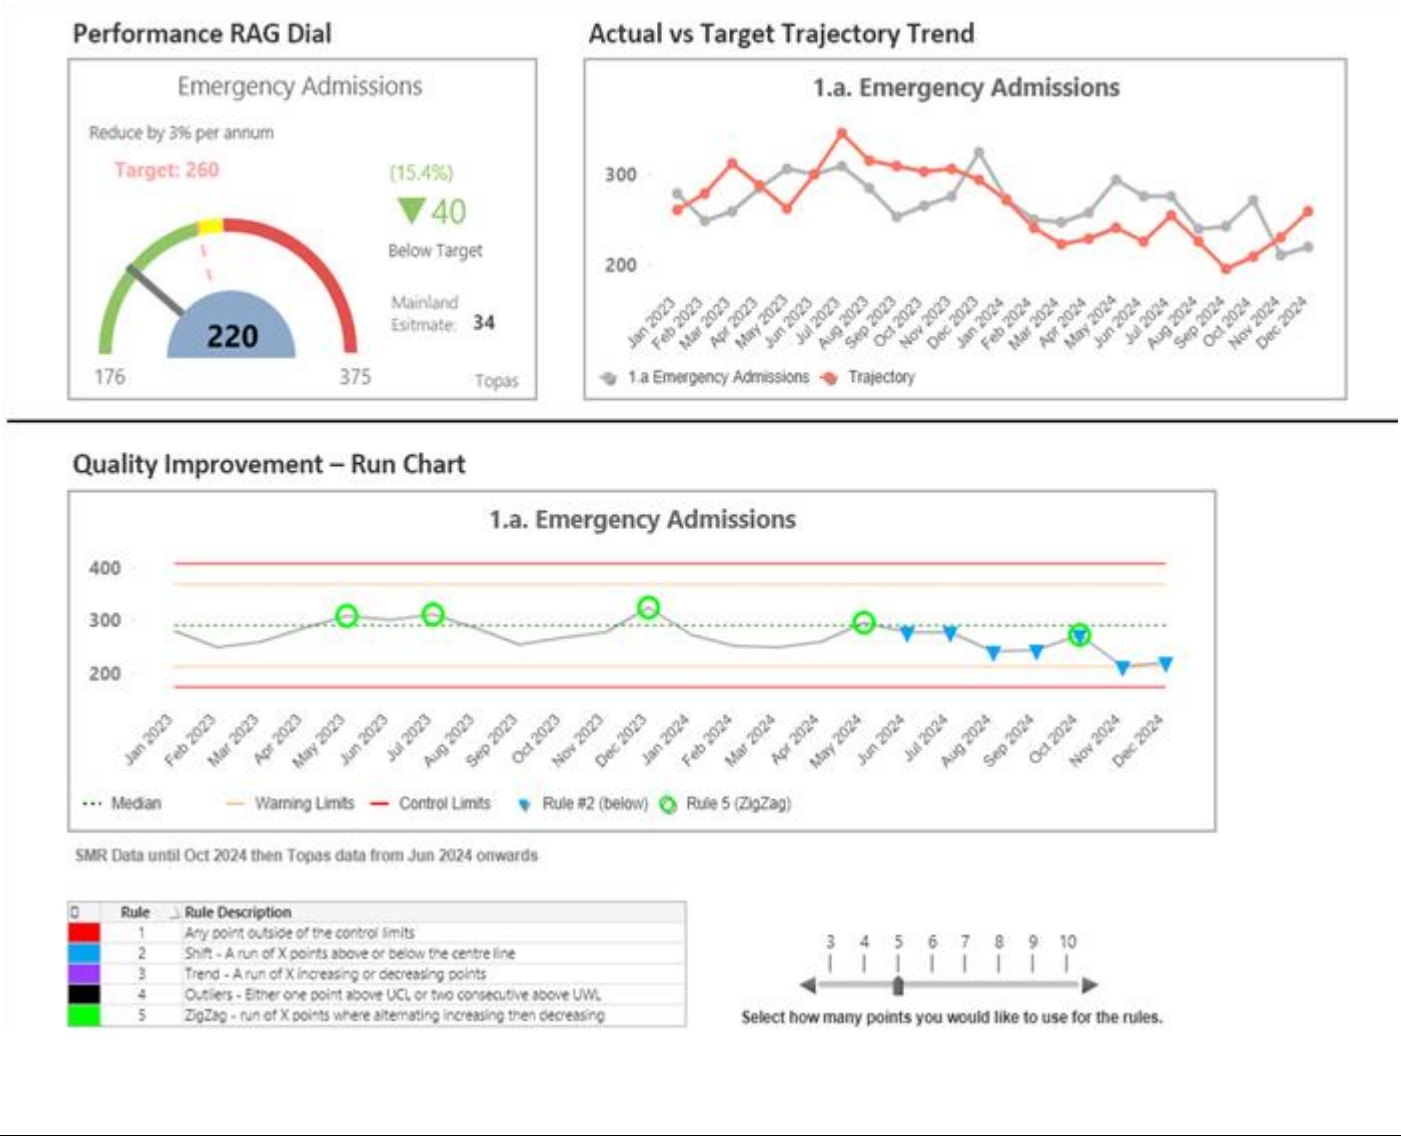 Performance RAG Dial
Emergency Admissions
Reduce by 3% per annum
Target: 260
(15.4%)
40
Below Target
Mainland
Esitmate: 34
220
176
375
Topas
Actual vs Target Trajectory Trend
1.a. Emergency Admissions
300
200
Jan 2023
Feb 2023
Mar 2023
Apr 2023
May 2023
Jun 2023
Jul 2023
Aug 2023
Sep 2023
Oct 2023
Nov 2023
Dec 2023
Jan 2024
Feb 2024
Mar 2024
Apr 2024
May 2024
Jun 2024
Jul 2024
Aug 2024
Sep 2024
Oct 2024
Nov 2024
Dec 2024
1.a Emergency Admissions
Trajectory
Quality Improvement – Run Chart
1.a. Emergency Admissions
400
300
200
Jan 2023
Feb 2023
Mar 2023
Apr 2023
May 2023
Jun 2023
Jul 2023
Aug 2023
Sep 2023
Oct 2023
Nov 2023
Dec 2023
Jan 2024
Feb 2024
Mar 2024
Apr 2024
May 2024
Jun 2024
Jul 2024
Aug 2024
Sep 2024
Oct 2024
Nov 2024
Dec 2024
Median
Warning Limits
Control Limits
Rule #2 (below)
Rule 5 (ZigZag)
SMR Data until Oct 2024 then Topas data from Jun 2024 onwards
Rule Rule Description
1 Any point outside of the control limits
2 Shift - A run of X points above or below the centre line
3 Trend - A run of X increasing or decreasing points
4 Outliers - Either one point above UCL or two consecutive above UWL
5 ZigZag - run of X points where alternating increasing then decreasing
3 4 5 6 7 8 9 10
Select how many points you would like to use for the rules.